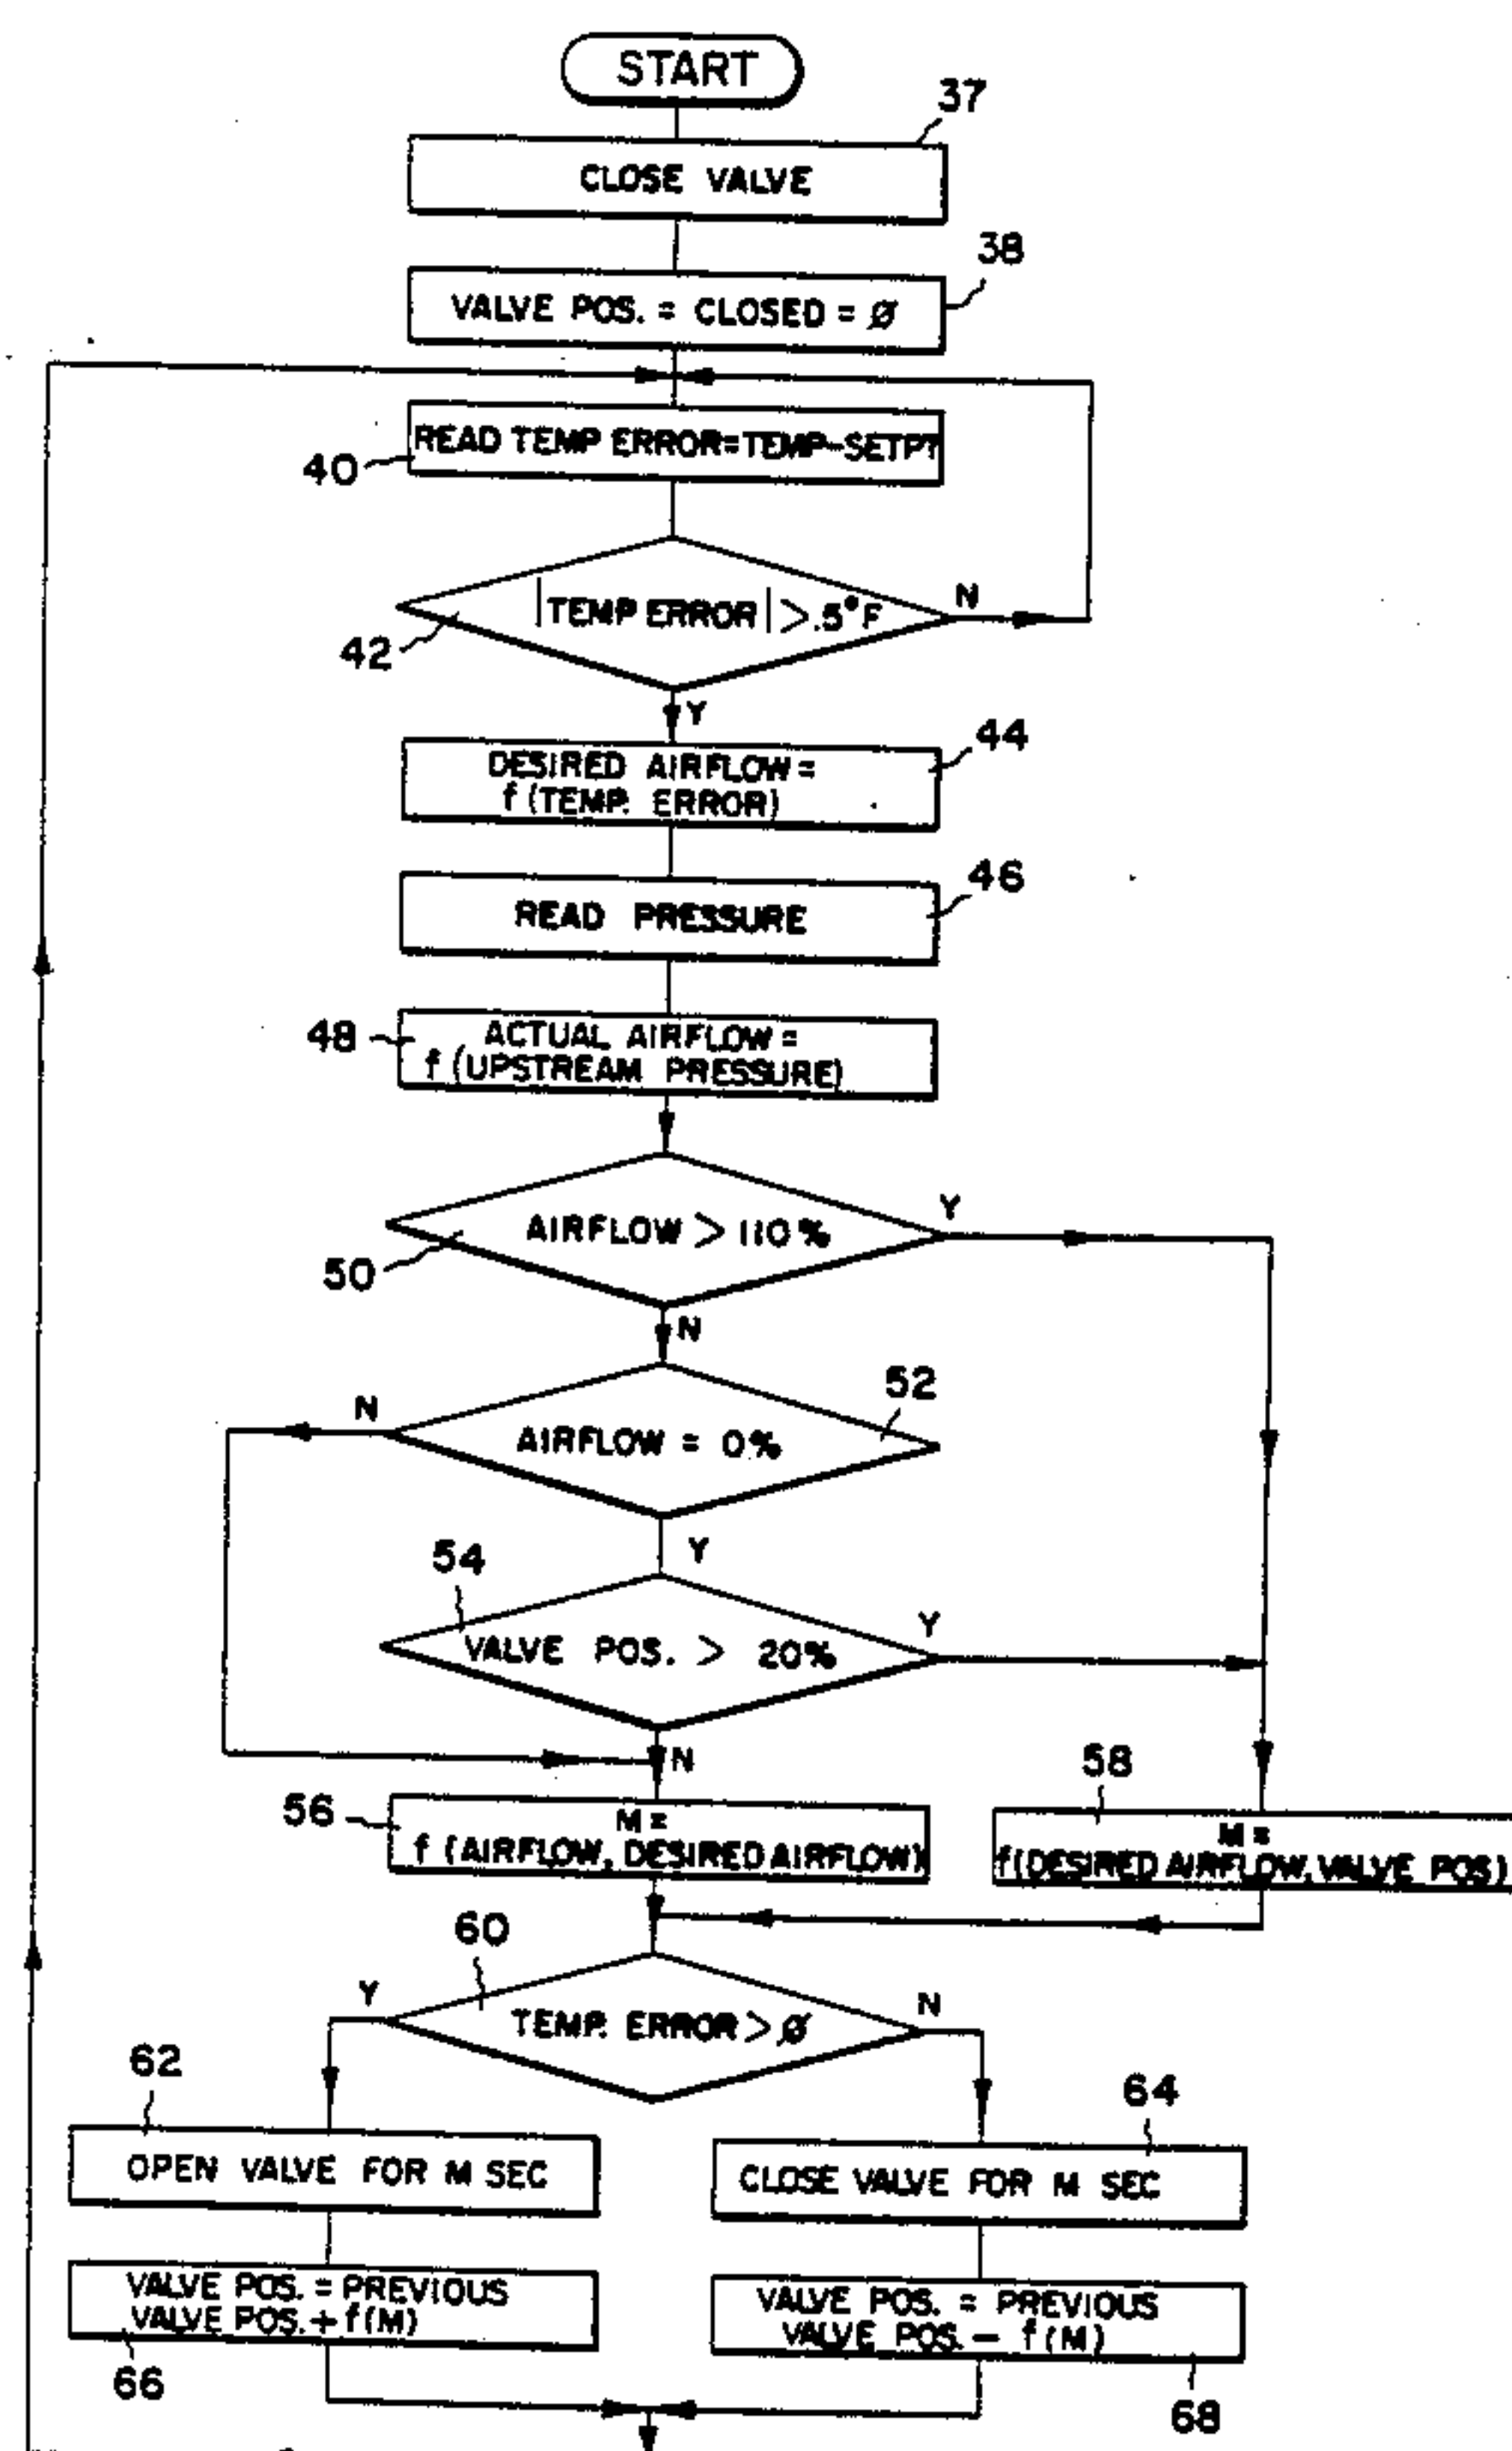 START
37
CLOSE VALVE
38
VALVE POS. = CLOSED = Ø
READ TEMP ERROR=TEMP-SETPT
40
|TEMP ERROR|>.5°F
N
42
Y
44
DESIRED AIRFLOW=
f(TEMP. ERROR)
46
READ PRESSURE
48
ACTUAL AIRFLOW=
f(UPSTREAM PRESSURE)
AIRFLOW > 110%
Y
50
N
52
N
AIRFLOW = 0%
Y
54
VALVE POS. > 20%
Y
N
56
M=
f (AIRFLOW, DESIRED AIRFLOW)
58
M=
f(DESIRED AIRFLOW,VALVE POS)
60
Y
TEMP. ERROR>Ø
N
62
OPEN VALVE FOR M SEC
64
CLOSE VALVE FOR M SEC
VALVE POS. = PREVIOUS
VALVE POS.+f(M)
66
VALVE POS. = PREVIOUS
VALVE POS.- f(M)
68